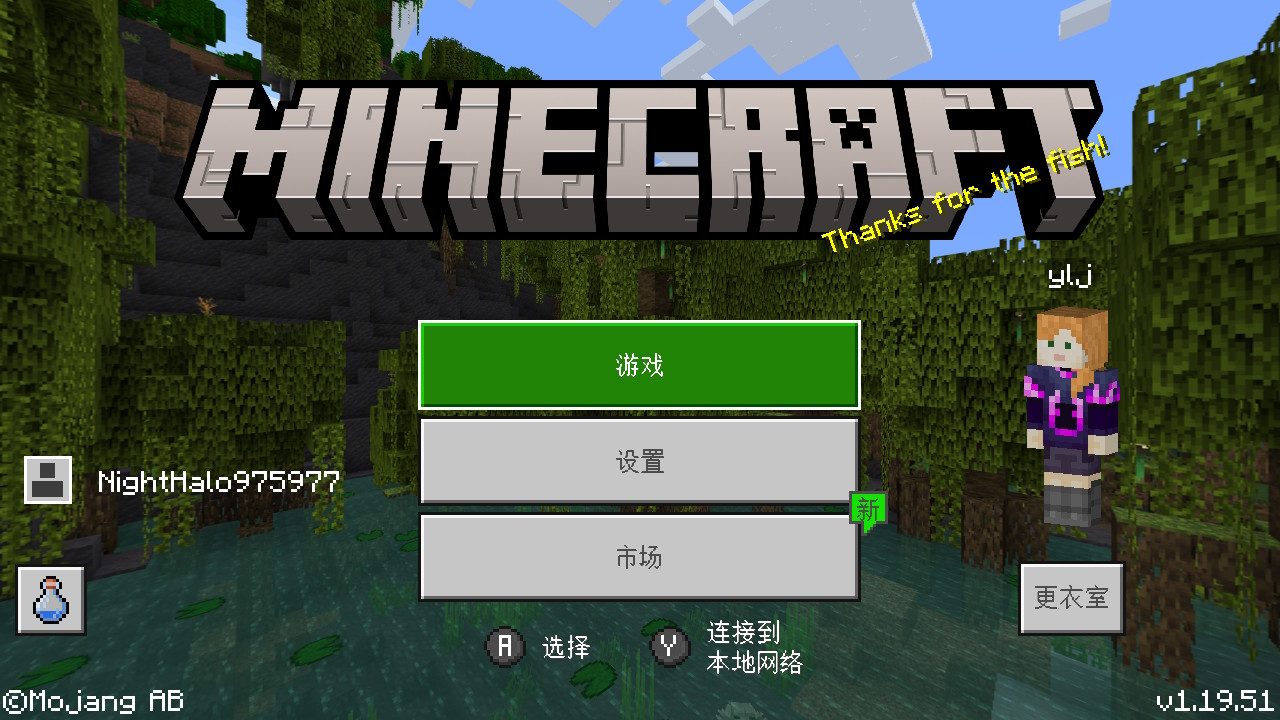 MINECRAFT
Thanks for the fish!
ylj
游戏
设置
NightHalo975977
新
市场
更衣室
A 选择
Y 连接到
本地网络
©Mojang AB
v1.19.51